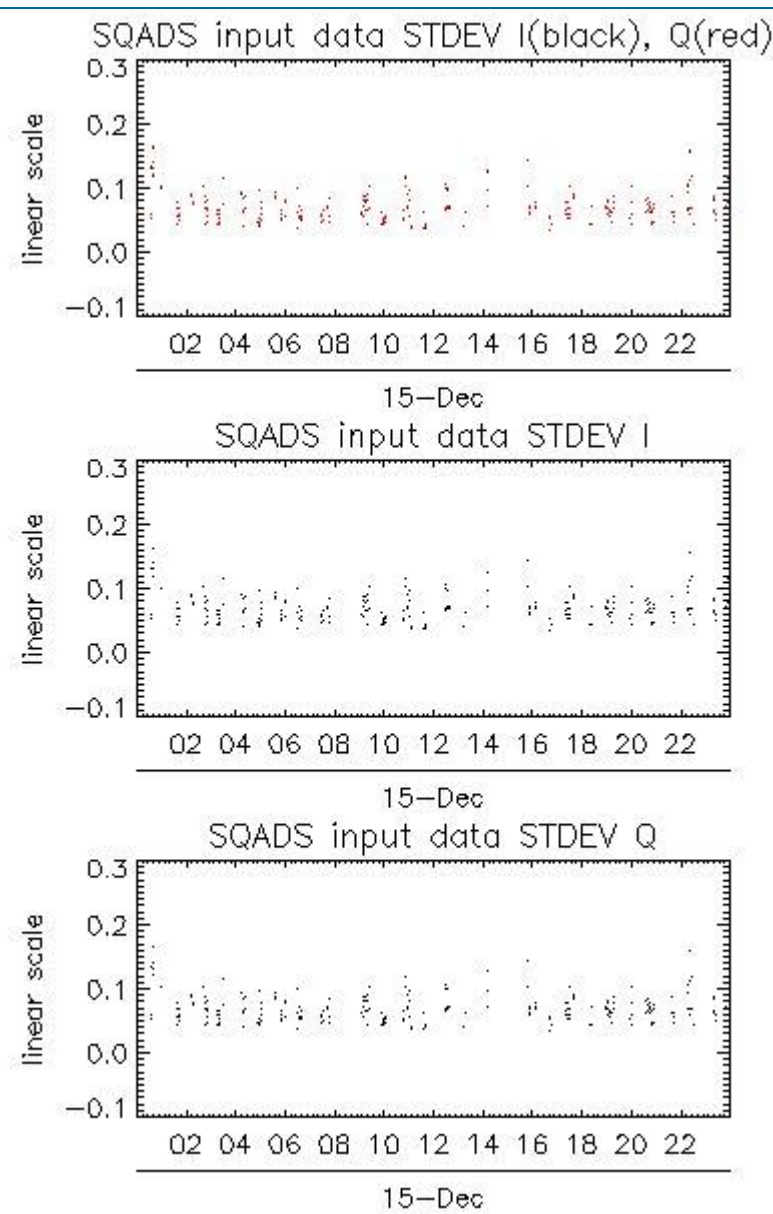 SQADS input data STDEV I(black), Q(red)
0.3
0.2
0.1
0.0
−0.1
linear scale
02 04 06 08 10 12 14 16 18 20 22
15−Dec
SQADS input data STDEV I
0.3
0.2
0.1
0.0
−0.1
linear scale
02 04 06 08 10 12 14 16 18 20 22
15−Dec
SQADS input data STDEV Q
0.3
0.2
0.1
0.0
−0.1
linear scale
02 04 06 08 10 12 14 16 18 20 22
15−Dec